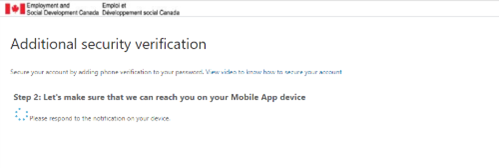 Employment and Emploi et
Social Development Canada Développement social Canada
Additional security verification
Secure your account by adding phone verification to your password. View video to know how to secure your account
Step 2: Let's make sure that we can reach you on your Mobile App device
Please respond to the notification on your device.